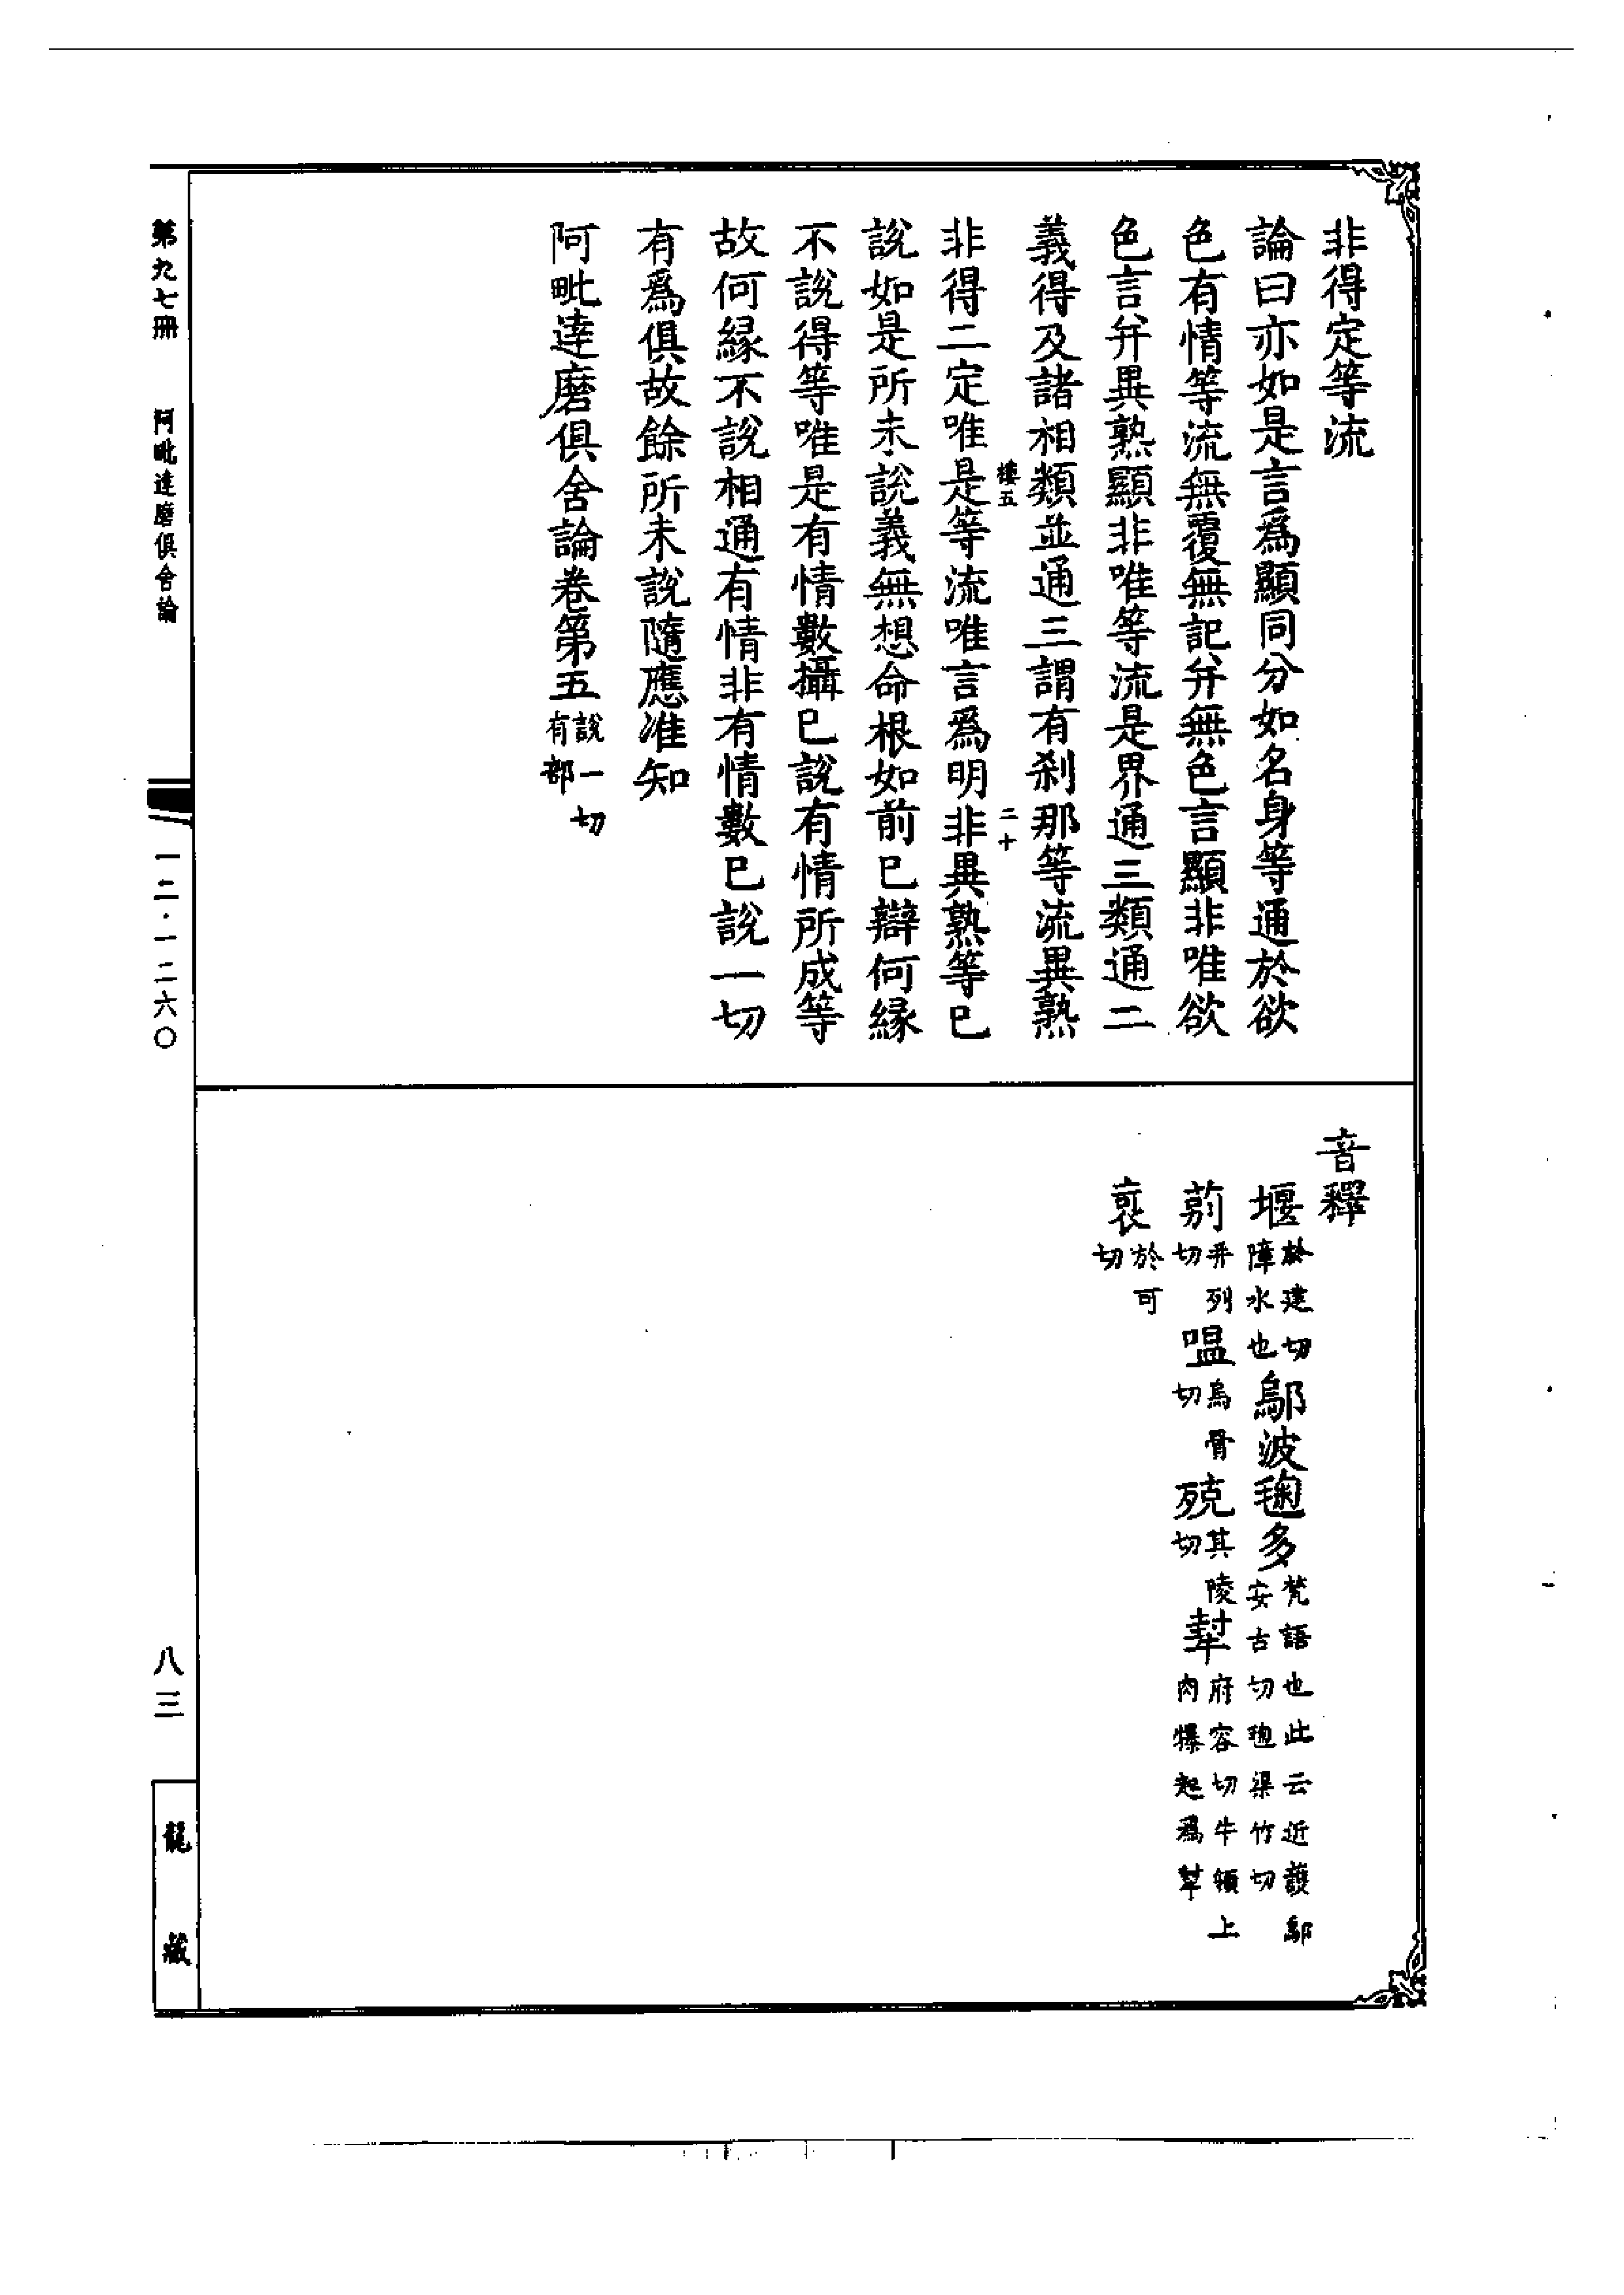 非得定等流
論曰亦如是言爲顯同分如名身等通於欲
色有情等流無覆無記幷無色言顯非唯欲
色言幷異熟顯非唯等流是界通三類通二
義得及諸相類並通三謂有剎那等流異熟
非得二定唯是等流唯言爲明非異熟等已
樓五
二十
說如是所未說義無想命根如前已辯何緣
不說得等唯是有情數攝已說有情所成等
故何緣不說相通有情非有情數已說一切
有爲俱故餘所未說隨應准知
阿毗達磨俱舍論卷第五說一切有部
音釋
堰於建切障水也鄔波毱多梵語也此云近護鄔安古切毱渠竹切
莂幷列切嗢烏骨切殑其陵切犎府容切牛領上肉㩧起爲犎
裒於可切
第九七冊
阿毗達磨俱舍論
一二·一二六〇
八三
龍藏